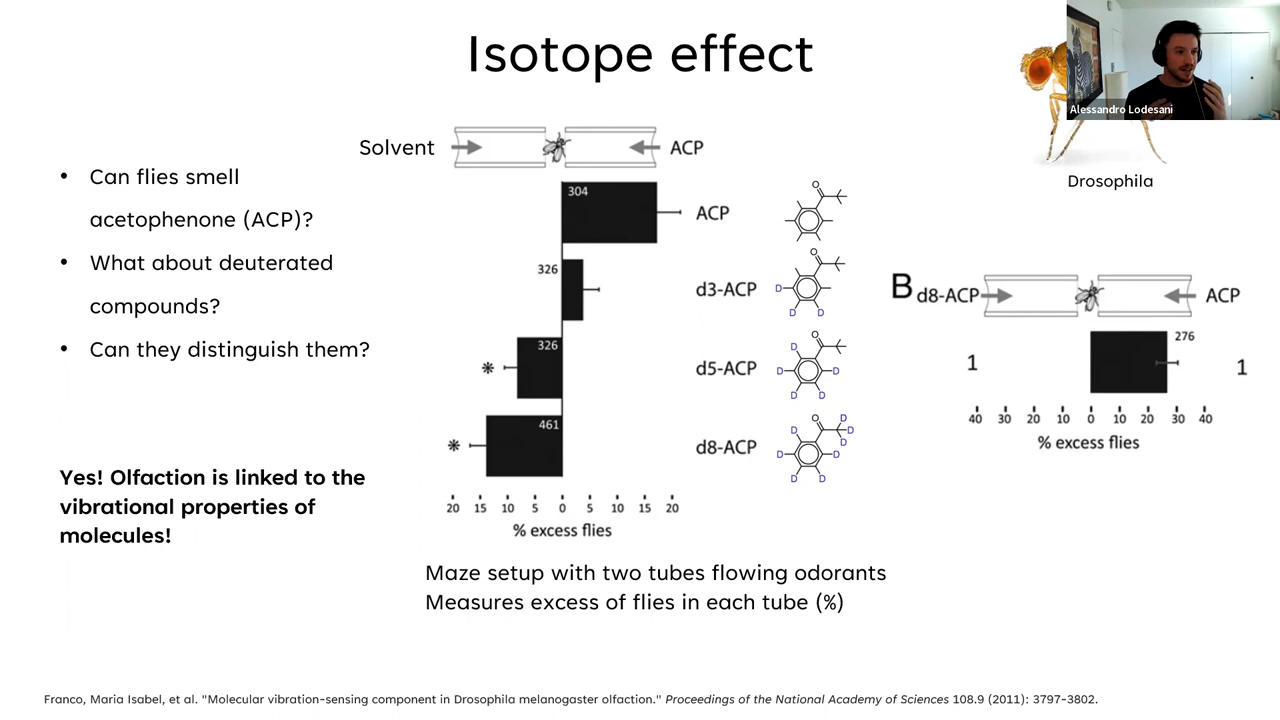 Isotope effect
Alessandro Lodesani
Drosophila
• Can flies smell
acetophenone (ACP)?
• What about deuterated
compounds?
• Can they distinguish them?
Yes! Olfaction is linked to the
vibrational properties of
molecules!
Solvent
ACP
304
ACP
O
326
d3-ACP
O
D
D
D
326
*
d5-ACP
O
D
D
D
D
D
461
*
d8-ACP
O
D
D
D
D
D
D
D
D
20 15 10 5 0 5 10 15 20
% excess flies
B
d8-ACP
ACP
276
1
1
40 30 20 10 0 10 20 30 40
% excess flies
Maze setup with two tubes flowing odorants
Measures excess of flies in each tube (%)
Franco, Maria Isabel, et al. "Molecular vibration-sensing component in Drosophila melanogaster olfaction." Proceedings of the National Academy of Sciences 108.9 (2011): 3797-3802.